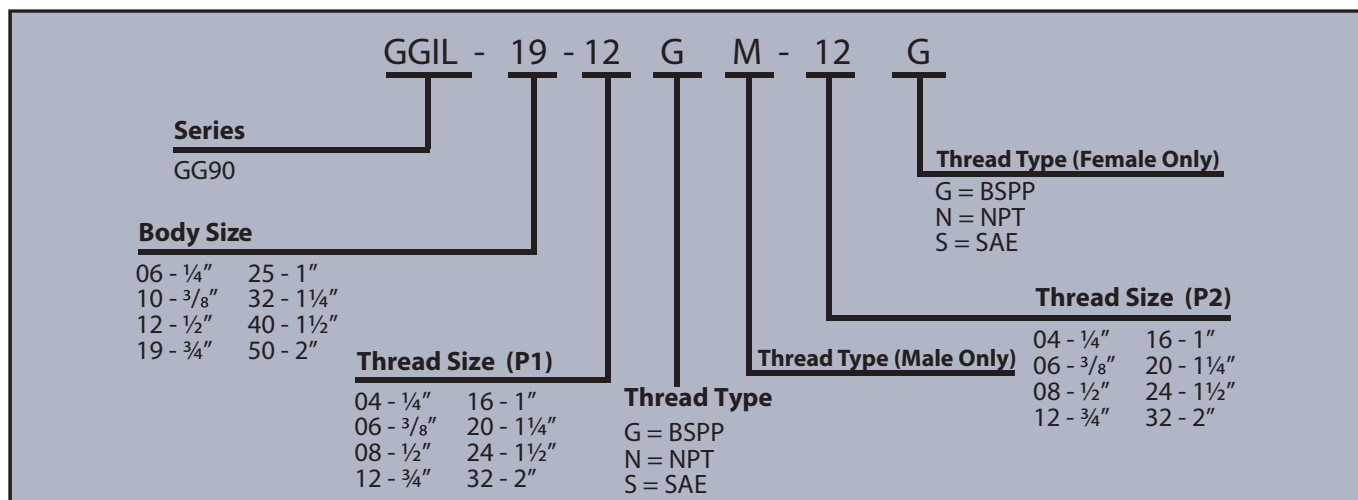 GGIL - 19 - 12 G M - 12 G
Series
GG90
Body Size
06 - ¼" 25 - 1"
10 - ³/₈" 32 - 1¼"
12 - ½" 40 - 1½"
19 - ¾" 50 - 2"
Thread Size (P1)
04 - ¼" 16 - 1"
06 - ³/₈" 20 - 1¼"
08 - ½" 24 - 1½"
12 - ¾" 32 - 2"
Thread Type
G = BSPP
N = NPT
S = SAE
Thread Type (Male Only)
Thread Size (P2)
04 - ¼" 16 - 1"
06 - ³/₈" 20 - 1¼"
08 - ½" 24 - 1½"
12 - ¾" 32 - 2"
Thread Type (Female Only)
G = BSPP
N = NPT
S = SAE